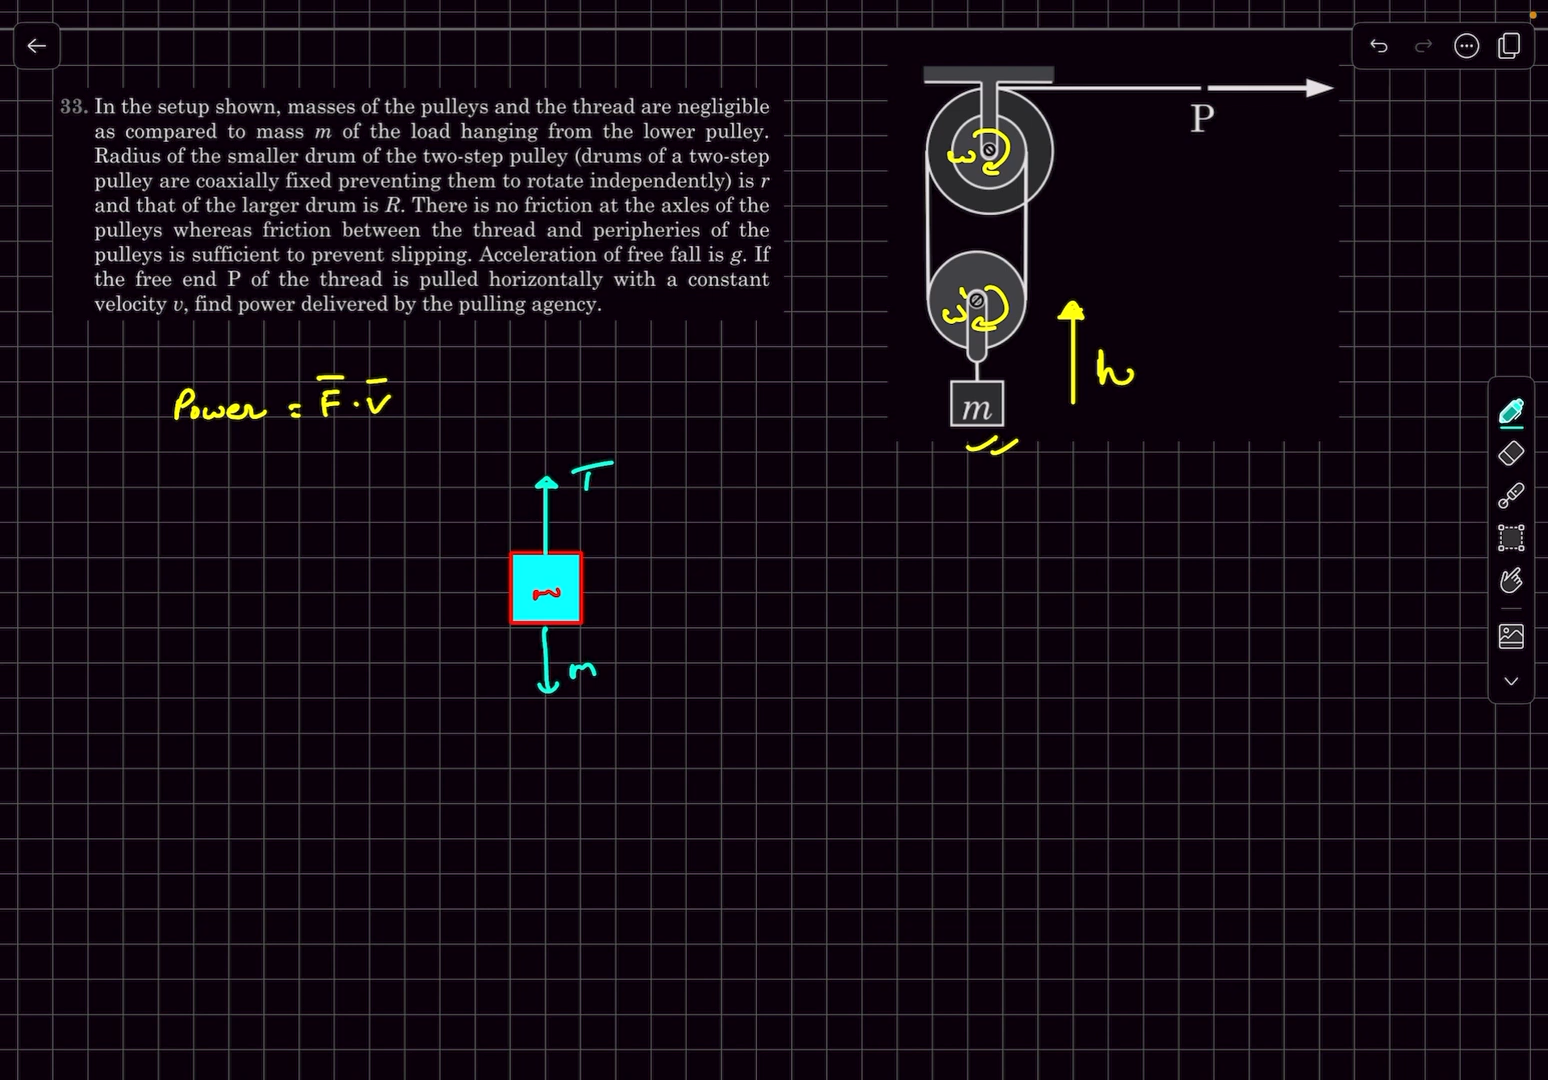 33. In the setup shown, masses of the pulleys and the thread are negligible
as compared to mass m of the load hanging from the lower pulley.
Radius of the smaller drum of the two-step pulley (drums of a two-step
pulley are coaxially fixed preventing them to rotate independently) is r
and that of the larger drum is R. There is no friction at the axles of the
pulleys whereas friction between the thread and peripheries of the
pulleys is sufficient to prevent slipping. Acceleration of free fall is g. If
the free end P of the thread is pulled horizontally with a constant
velocity v, find power delivered by the pulling agency.
P
ω
ω'
h
m
Power = F̅ . v̅
T
m
m